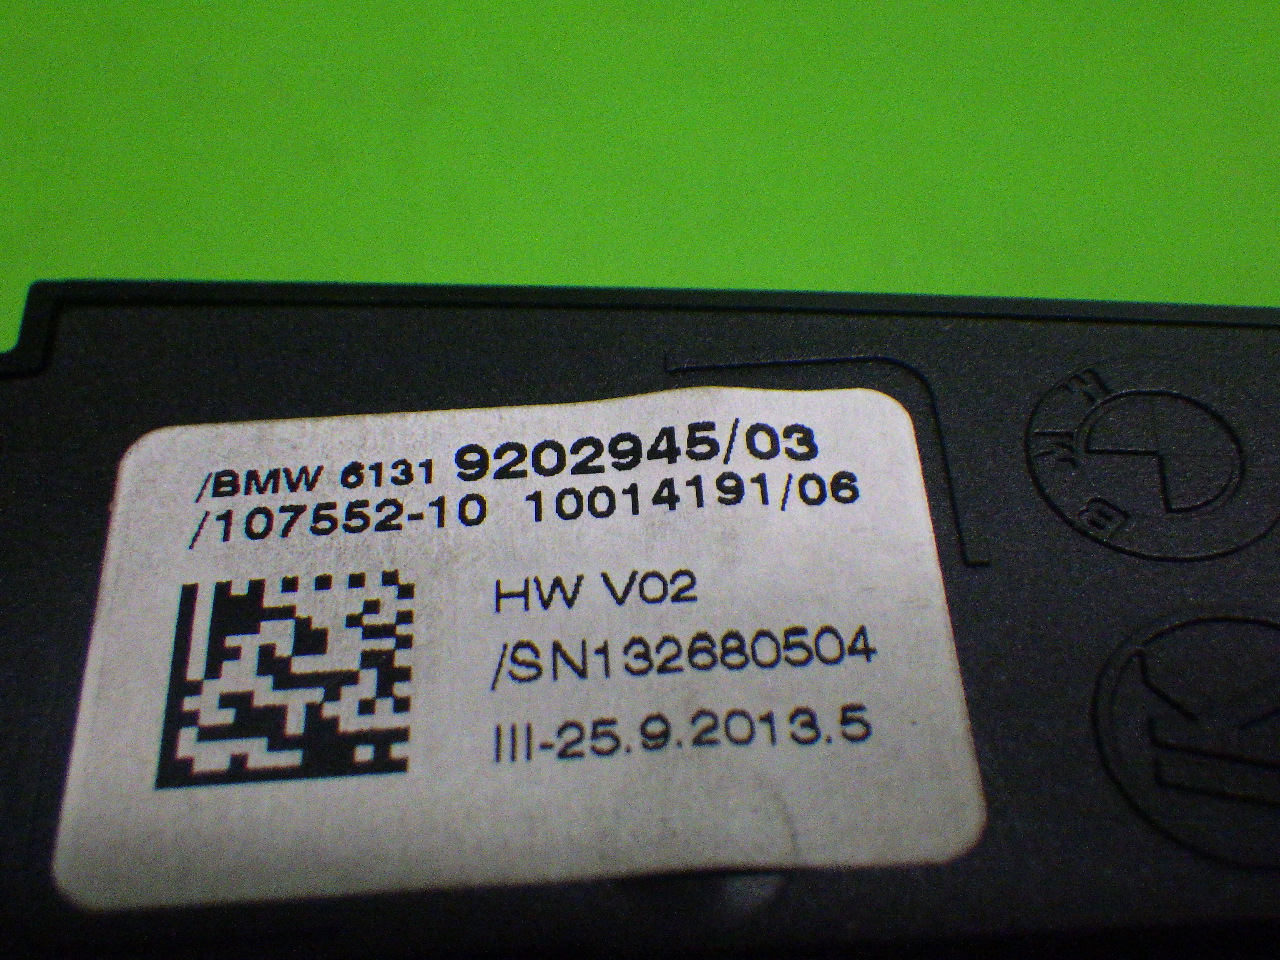 /BMW 6131 9202945/03
/107552-10 10014191/06
HW V02
/SN132680504
III-25.9.2013.5